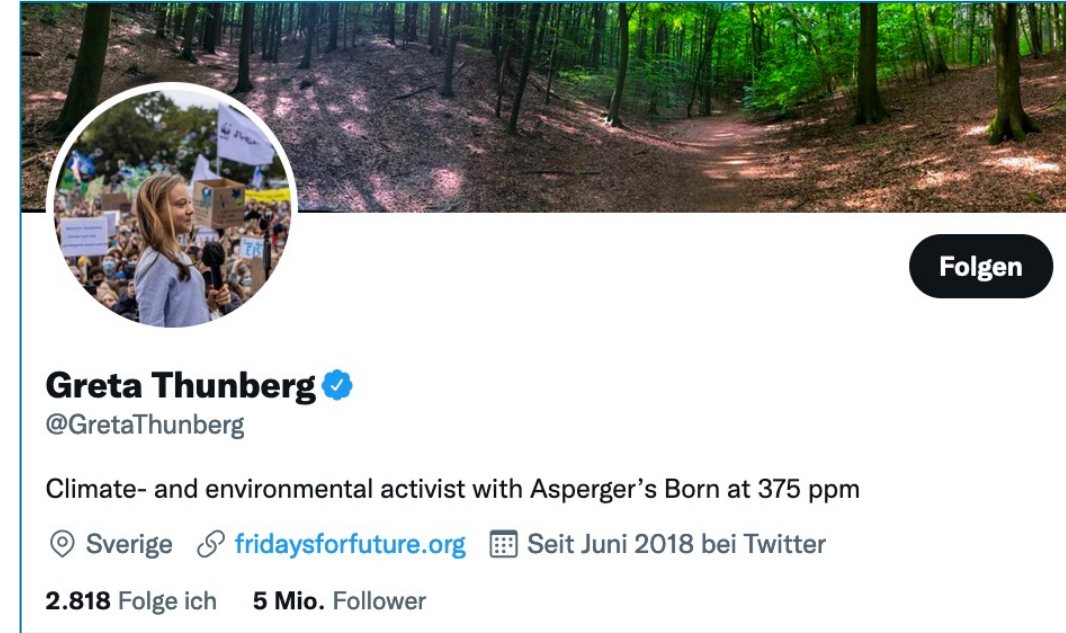 Folgen
Greta Thunberg
@GretaThunberg
Climate- and environmental activist with Asperger’s Born at 375 ppm
Sverige fridaysforfuture.org Seit Juni 2018 bei Twitter
2.818 Folge ich 5 Mio. Follower